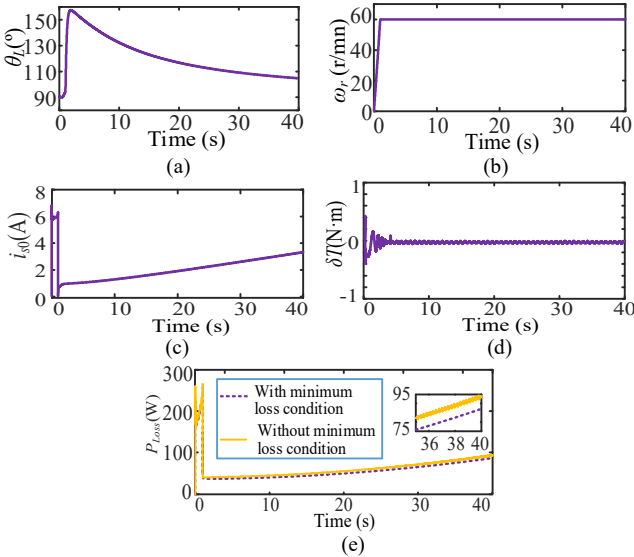 150
130
110
90
θL(º)
0
10
20
30
40
Time (s)
(a)
80
60
40
20
0
ωr (r/mn)
0
10
20
30
40
Time (s)
(b)
8
6
4
2
0
is0(A)
0
10
20
30
40
Time (s)
(c)
1
0
-1
δT(N·m)
0
10
20
30
40
Time (s)
(d)
300
200
100
0
PLoss(W)
With minimum
loss condition
Without minimum
loss condition
95
75
36 38 40
0
10
20
30
40
Time (s)
(e)